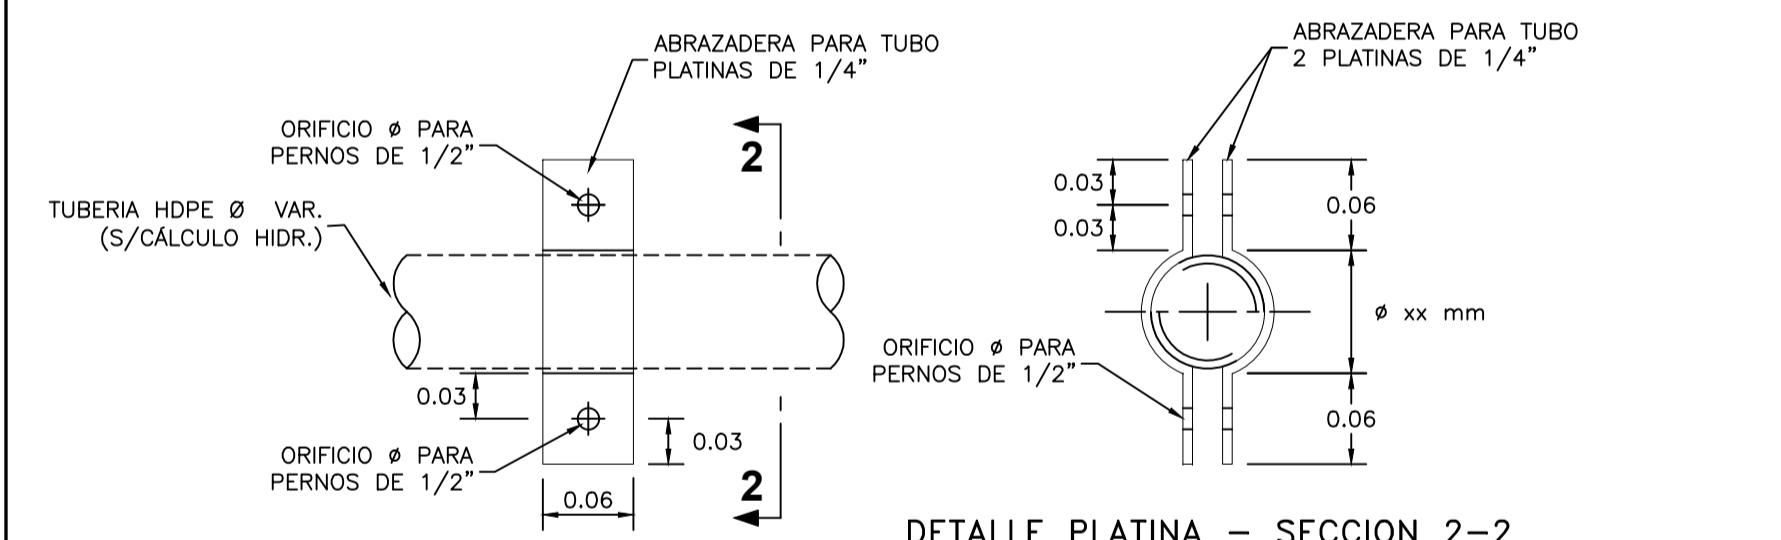 ABRAZADERA PARA TUBO
PLATINAS DE 1/4"
ORIFICIO ø PARA
PERNOS DE 1/2"
2
TUBERIA HDPE Ø VAR.
(S/CÁLCULO HIDR.)
0.03
0.03
ORIFICIO ø PARA
PERNOS DE 1/2"
0.06
2
ABRAZADERA PARA TUBO
2 PLATINAS DE 1/4"
0.03
0.03
0.06
ø xx mm
ORIFICIO ø PARA
PERNOS DE 1/2"
0.06
DETALLE PLATINA – SECCION 2–2